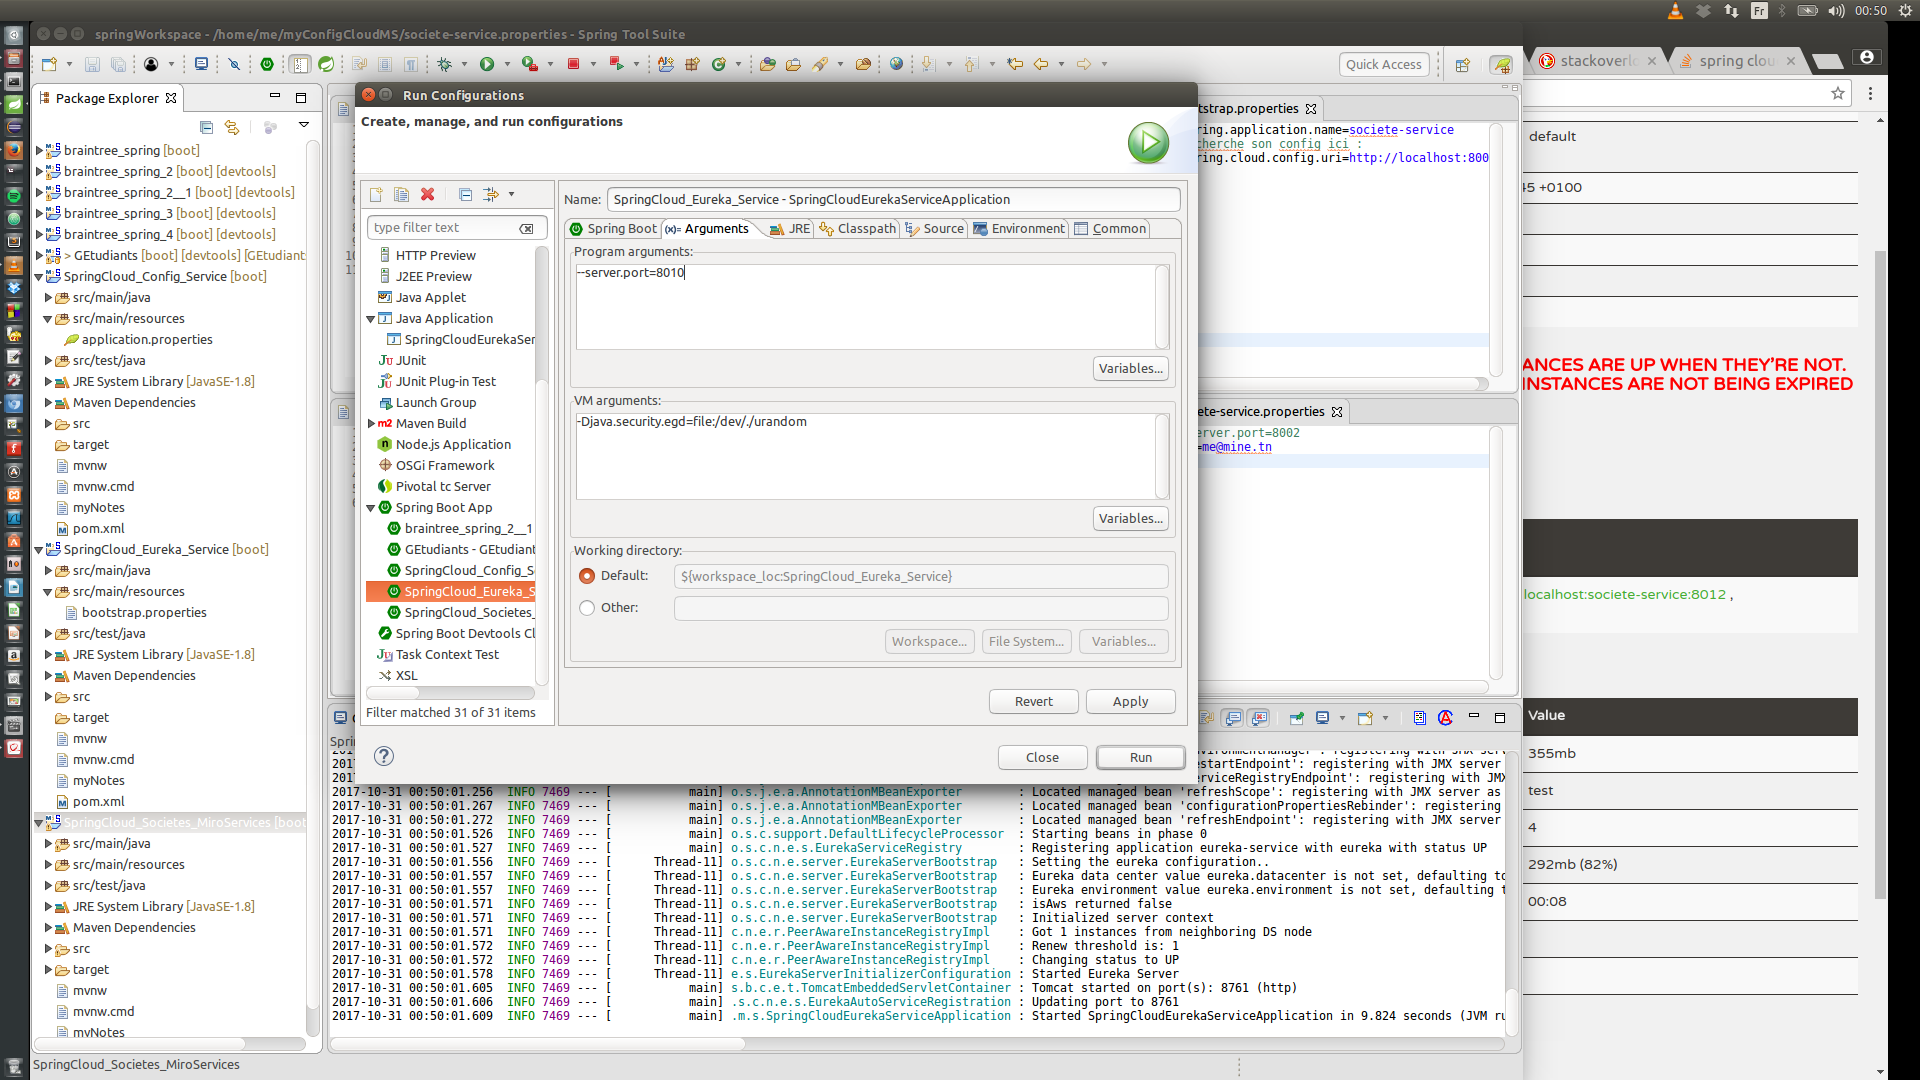 Fr
00:50
springWorkspace - /home/me/myConfigCloudMS/societe-service.properties - Spring Tool Suite
Quick Access
stackoverlo
spring clou
Package Explorer
braintree_spring [boot]
braintree_spring_2 [boot] [devtools]
braintree_spring_2__1 [boot] [devtools]
braintree_spring_3 [boot] [devtools]
braintree_spring_4 [boot] [devtools]
> GEtudiants [boot] [devtools] [GEtudiant
SpringCloud_Config_Service [boot]
src/main/java
src/main/resources
application.properties
src/test/java
JRE System Library [JavaSE-1.8]
Maven Dependencies
src
target
mvnw
mvnw.cmd
myNotes
pom.xml
SpringCloud_Eureka_Service [boot]
src/main/java
src/main/resources
bootstrap.properties
src/test/java
JRE System Library [JavaSE-1.8]
Maven Dependencies
src
target
mvnw
mvnw.cmd
myNotes
pom.xml
SpringCloud_Societes_MiroServices [boot
src/main/java
src/main/resources
src/test/java
JRE System Library [JavaSE-1.8]
Maven Dependencies
src
target
mvnw
mvnw.cmd
myNotes
SpringCloud_Societes_MiroServices
Run Configurations
Create, manage, and run configurations
type filter text
HTTP Preview
J2EE Preview
Java Applet
Java Application
SpringCloudEurekaSer
JUnit
JUnit Plug-in Test
Launch Group
Maven Build
Node.js Application
OSGi Framework
Pivotal tc Server
Spring Boot App
braintree_spring_2__1
GEtudiants - GEtudiant
SpringCloud_Config_S
SpringCloud_Eureka_S
SpringCloud_Societes_
Spring Boot Devtools Cl
Task Context Test
XSL
Filter matched 31 of 31 items
Name: SpringCloud_Eureka_Service - SpringCloudEurekaServiceApplication
Spring Boot (x)= Arguments JRE Classpath Source Environment Common
Program arguments:
--server.port=8010
Variables...
VM arguments:
-Djava.security.egd=file:/dev/./urandom
Variables...
Working directory:
Default: ${workspace_loc:SpringCloud_Eureka_Service}
Other:
Workspace... File System... Variables...
Revert Apply
Close Run
tstrap.properties
ring.application.name=societe-service
herche son config ici :
ring.cloud.config.uri=http://localhost:800
ete-service.properties
erver.port=8002
=me@mine.tn
default
45 +0100
ANCES ARE UP WHEN THEY'RE NOT.
INSTANCES ARE NOT BEING EXPIRED
localhost:societe-service:8012 ,
Value
355mb
test
4
292mb (82%)
00:08
Sprin
vironmentManager': registering with JMX serv
estartEndpoint': registering with JMX server
201 rviceRegistryEndpoint': registering with JMX
2017-10-31 00:50:01.256 INFO 7469 --- [ main] o.s.j.e.a.AnnotationMBeanExporter : Located managed bean 'refreshScope': registering with JMX server as
2017-10-31 00:50:01.267 INFO 7469 --- [ main] o.s.j.e.a.AnnotationMBeanExporter : Located managed bean 'configurationPropertiesRebinder': registering
2017-10-31 00:50:01.272 INFO 7469 --- [ main] o.s.j.e.a.AnnotationMBeanExporter : Located managed bean 'refreshEndpoint': registering with JMX server
2017-10-31 00:50:01.526 INFO 7469 --- [ main] o.s.c.support.DefaultLifecycleProcessor : Starting beans in phase 0
2017-10-31 00:50:01.527 INFO 7469 --- [ main] o.s.c.n.e.s.EurekaServiceRegistry : Registering application eureka-service with eureka with status UP
2017-10-31 00:50:01.556 INFO 7469 --- [ Thread-11] o.s.c.n.e.server.EurekaServerBootstrap : Setting the eureka configuration..
2017-10-31 00:50:01.557 INFO 7469 --- [ Thread-11] o.s.c.n.e.server.EurekaServerBootstrap : Eureka data center value eureka.datacenter is not set, defaulting to
2017-10-31 00:50:01.557 INFO 7469 --- [ Thread-11] o.s.c.n.e.server.EurekaServerBootstrap : Eureka environment value eureka.environment is not set, defaulting t
2017-10-31 00:50:01.571 INFO 7469 --- [ Thread-11] o.s.c.n.e.server.EurekaServerBootstrap : isAws returned false
2017-10-31 00:50:01.571 INFO 7469 --- [ Thread-11] o.s.c.n.e.server.EurekaServerBootstrap : Initialized server context
2017-10-31 00:50:01.571 INFO 7469 --- [ Thread-11] c.n.e.r.PeerAwareInstanceRegistryImpl : Got 1 instances from neighboring DS node
2017-10-31 00:50:01.572 INFO 7469 --- [ Thread-11] c.n.e.r.PeerAwareInstanceRegistryImpl : Renew threshold is: 1
2017-10-31 00:50:01.572 INFO 7469 --- [ Thread-11] c.n.e.r.PeerAwareInstanceRegistryImpl : Changing status to UP
2017-10-31 00:50:01.578 INFO 7469 --- [ Thread-11] e.s.EurekaServerInitializerConfiguration : Started Eureka Server
2017-10-31 00:50:01.605 INFO 7469 --- [ main] s.b.c.e.t.TomcatEmbeddedServletContainer : Tomcat started on port(s): 8761 (http)
2017-10-31 00:50:01.606 INFO 7469 --- [ main] .s.c.n.e.s.EurekaAutoServiceRegistration : Updating port to 8761
2017-10-31 00:50:01.609 INFO 7469 --- [ main] .m.s.SpringCloudEurekaServiceApplication : Started SpringCloudEurekaServiceApplication in 9.824 seconds (JVM ru